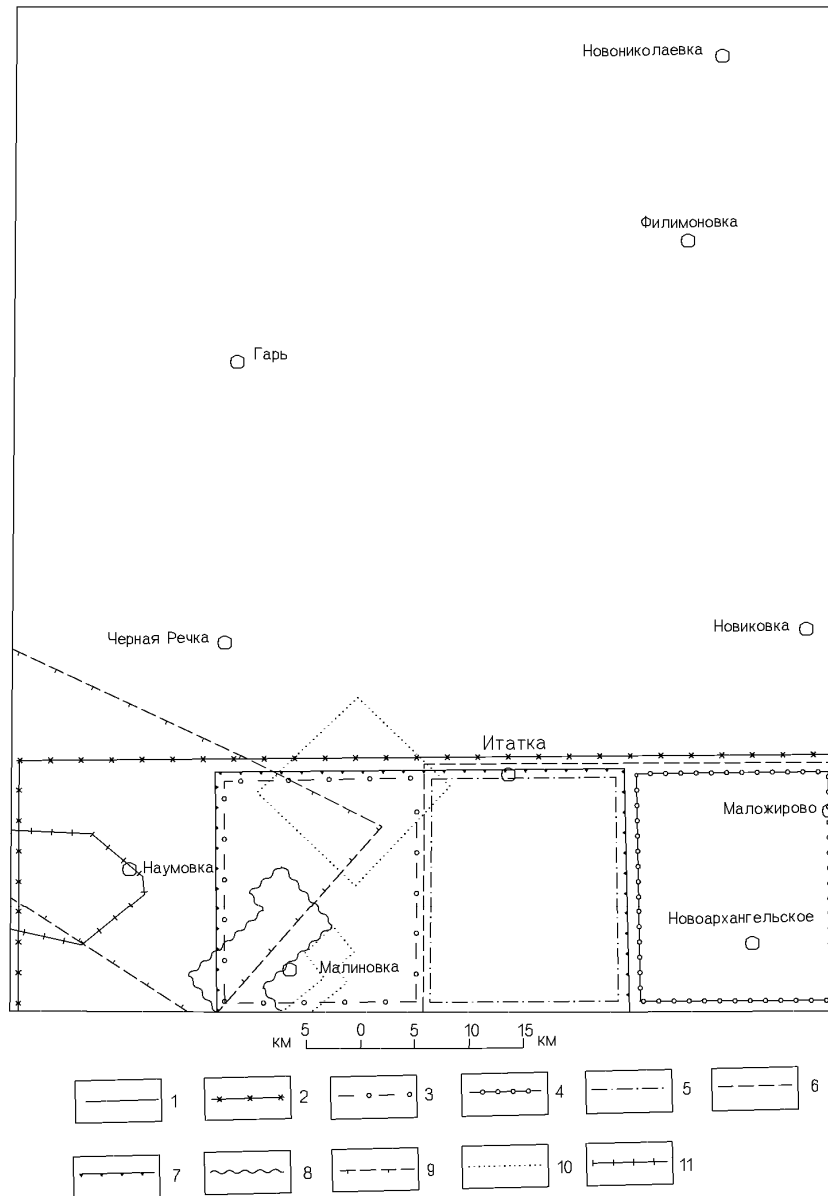 Новониколаевка
Филимоновка
Гарь
Черная Речка
Новиковка
Итатка
Маложирово
Наумовка
Новоархангельское
Малиновка
км 5 0 5 10 15 км
1 2 3 4 5 6
7 8 9 10 11